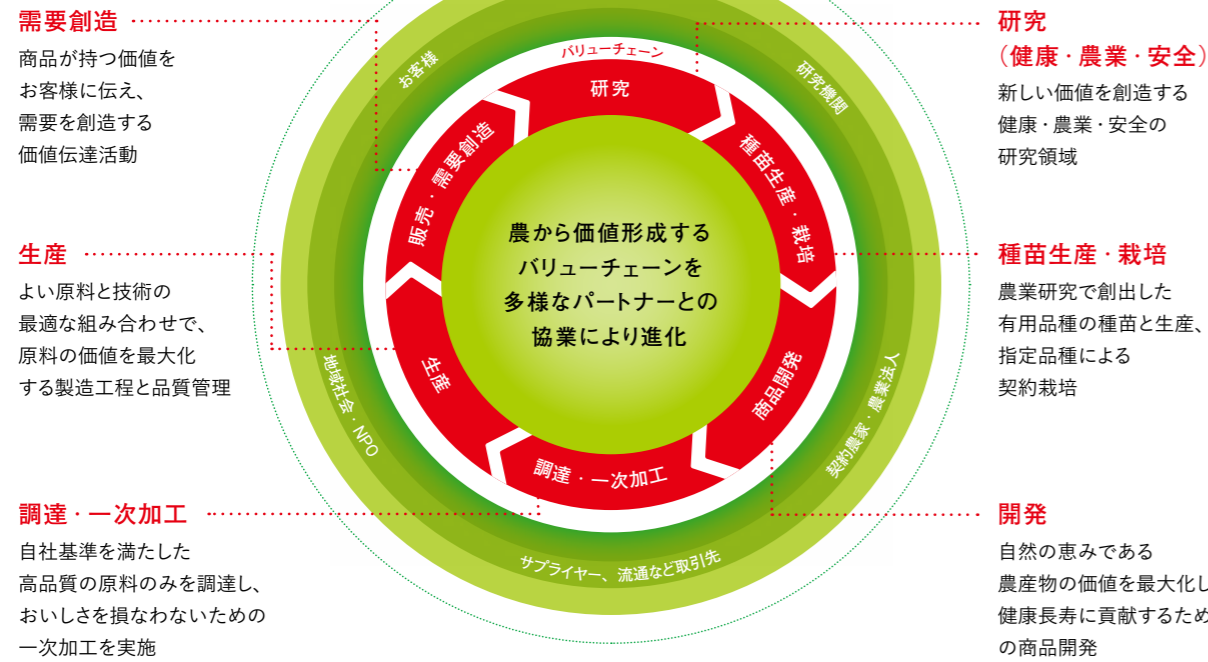 需要創造
商品が持つ価値を
お客様に伝え、
需要を創造する
価値伝達活動
生産
よい原料と技術の
最適な組み合わせで、
原料の価値を最大化
する製造工程と品質管理
調達・一次加工
自社基準を満たした
高品質の原料のみを調達し、
おいしさを損なわないための
一次加工を実施
バリューチェーン
研究
種苗生産・栽培
商品開発
調達・一次加工
生産
販売・需要創造
お客様
研究機関
契約農家・農業法人
サプライヤー、流通など取引先
地域社会・NPO
農から価値形成する
バリューチェーンを
多様なパートナーとの
協業により進化
研究
（健康・農業・安全）
新しい価値を創造する
健康・農業・安全の
研究領域
種苗生産・栽培
農業研究で創出した
有用品種の種苗と生産、
指定品種による
契約栽培
開発
自然の恵みである
農産物の価値を最大化し
健康長寿に貢献するため
の商品開発